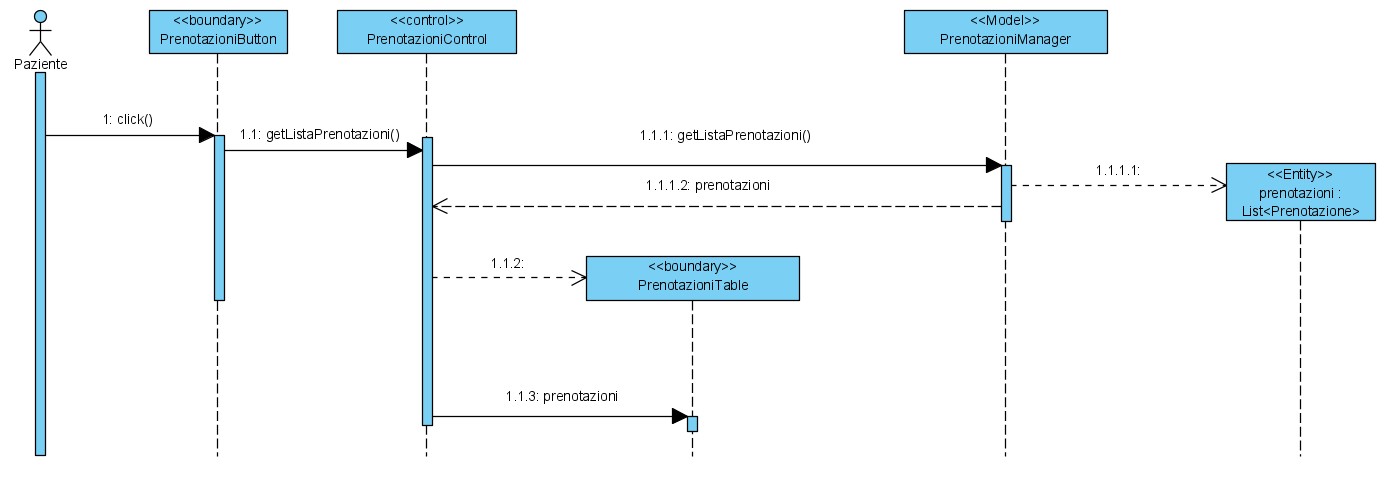 <<boundary>>
PrenotazioniButton
<<control>>
PrenotazioniControl
<<Model>>
PrenotazioniManager
Paziente
1: click()
1.1: getListaPrenotazioni()
1.1.1: getListaPrenotazioni()
1.1.1.1:
<<Entity>>
prenotazioni :
List<Prenotazione>
1.1.1.2: prenotazioni
1.1.2:
<<boundary>>
PrenotazioniTable
1.1.3: prenotazioni